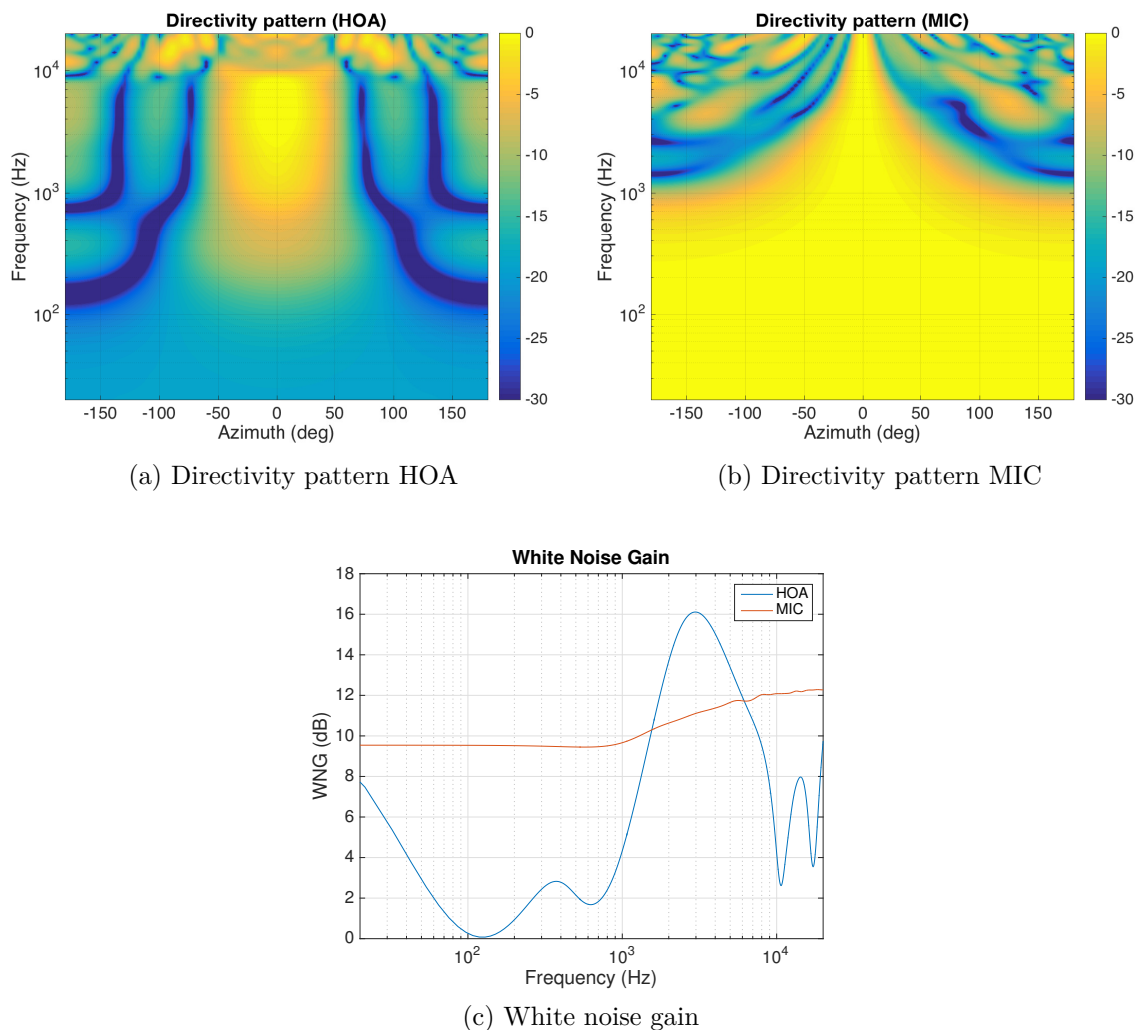 Directivity pattern (HOA)
Frequency (Hz)
10^4
10^3
10^2
-150 -100 -50 0 50 100 150
Azimuth (deg)
0
-5
-10
-15
-20
-25
-30
(a) Directivity pattern HOA
Directivity pattern (MIC)
Frequency (Hz)
10^4
10^3
10^2
-150 -100 -50 0 50 100 150
Azimuth (deg)
0
-5
-10
-15
-20
-25
-30
(b) Directivity pattern MIC
White Noise Gain
WNG (dB)
18
16
14
12
10
8
6
4
2
0
HOA
MIC
10^2 10^3 10^4
Frequency (Hz)
(c) White noise gain